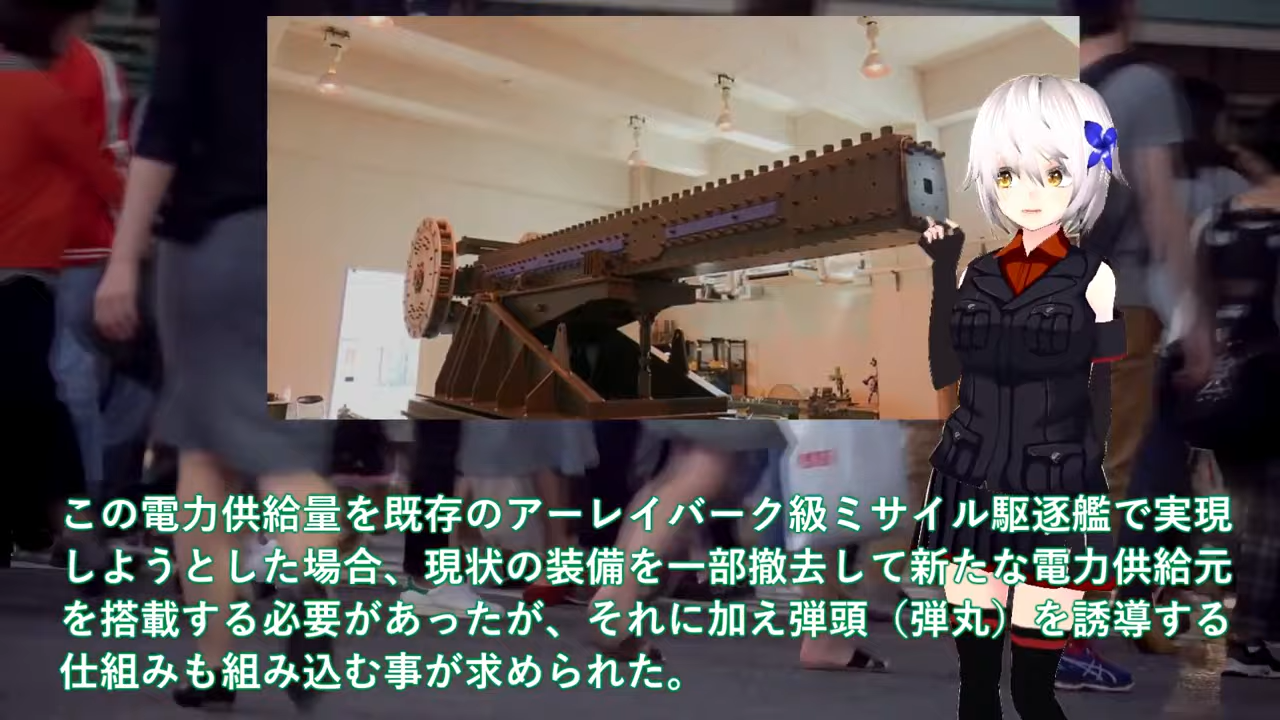 この電力供給量を既存のアーレイバーク級ミサイル駆逐艦で実現
しようとした場合、現状の装備を一部撤去して新たな電力供給元
を搭載する必要があったが、それに加え弾頭（弾丸）を誘導する
仕組みも組み込む事が求められた。